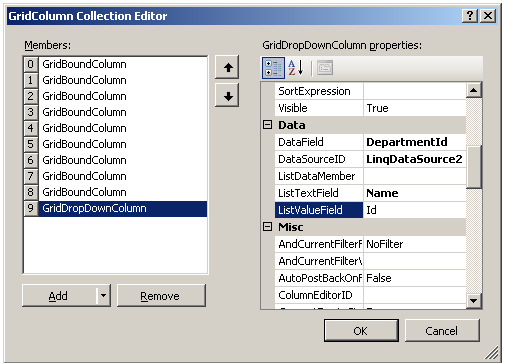 GridColumn Collection Editor
Members:
0 GridBoundColumn
1 GridBoundColumn
2 GridBoundColumn
3 GridBoundColumn
4 GridBoundColumn
5 GridBoundColumn
6 GridBoundColumn
7 GridBoundColumn
8 GridBoundColumn
9 GridDropDownColumn
Add
Remove
GridDropDownColumn properties:
SortExpression
Visible True
Data
DataField DepartmentId
DataSourceID LinqDataSource2
ListDataMember
ListTextField Name
ListValueField Id
Misc
AndCurrentFilterF NoFilter
AndCurrentFilterV
AutoPostBackOnF False
ColumnEditorID
OK
Cancel